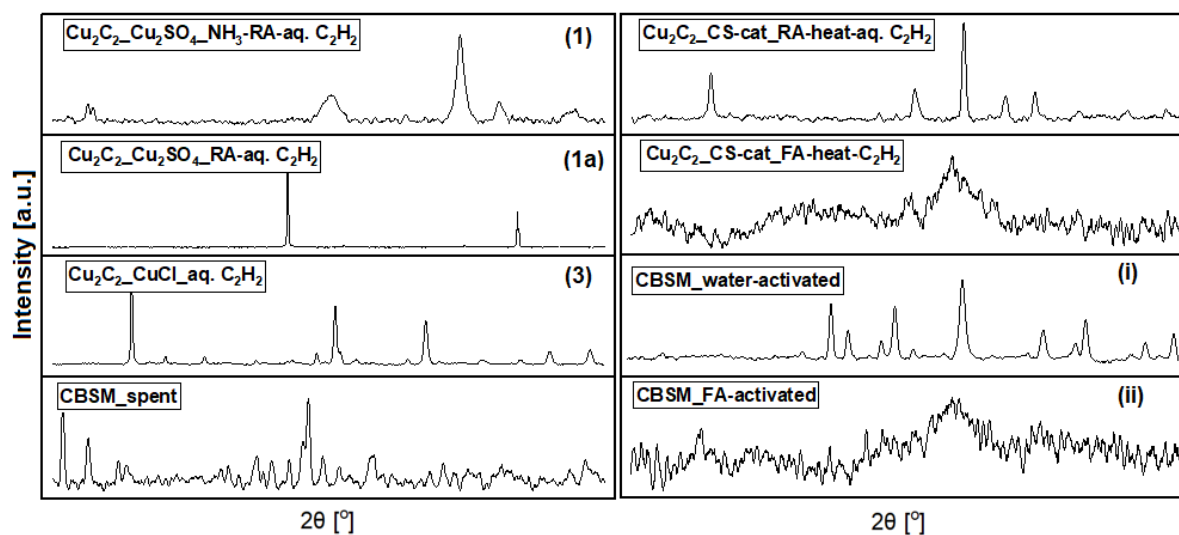 Intensity [a.u.]
Cu₂C₂_Cu₂SO₄_NH₃-RA-aq. C₂H₂
(1)
Cu₂C₂_Cu₂SO₄_RA-aq. C₂H₂
(1a)
Cu₂C₂_CuCl_aq. C₂H₂
(3)
CBSM_spent
2θ [°]
Cu₂C₂_CS-cat_RA-heat-aq. C₂H₂
Cu₂C₂_CS-cat_FA-heat-C₂H₂
CBSM_water-activated
(i)
CBSM_FA-activated
(ii)
2θ [°]